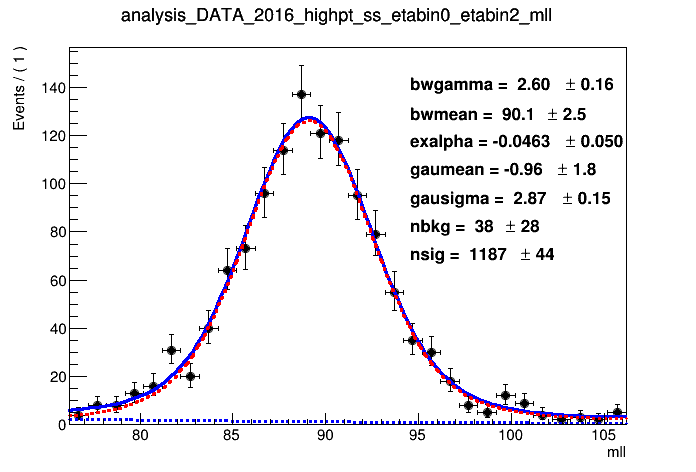 analysis_DATA_2016_highpt_ss_etabin0_etabin2_mll
Events / ( 1 )
bwgamma = 2.60 ± 0.16
bwmean = 90.1 ± 2.5
exalpha = -0.0463 ± 0.050
gaumean = -0.96 ± 1.8
gausigma = 2.87 ± 0.15
nbkg = 38 ± 28
nsig = 1187 ± 44
140
120
100
80
60
40
20
0
80 85 90 95 100 105
mll